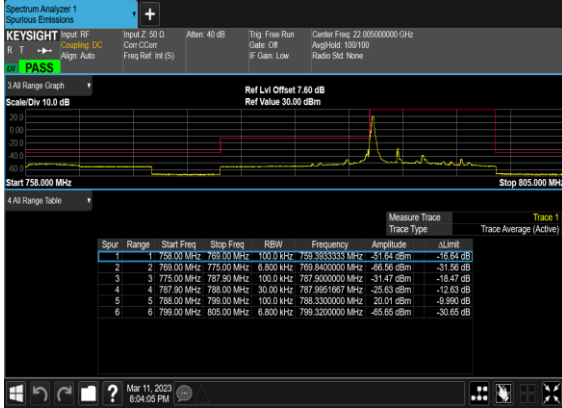 Spectrum Analyzer 1
Spurious Emissions
+
KEYSIGHT Input: RF Input Z: 50 Ω Atten: 40 dB Trig: Free Run Center Freq: 22.005000000 GHz
R T Coupling: DC Corr CCorr Gate: Off Avg|Hold: 100/100
Align: Auto Freq Ref: Int (S) IF Gain: Low Radio Std: None
PASS
3 All Range Graph
Ref Lvl Offset 7.60 dB
Scale/Div 10.0 dB Ref Value 30.00 dBm
20.0
0.00
-20.0
-40.0
-60.0
Start 758.000 MHz Stop 805.000 MHz
4 All Range Table
Measure Trace Trace 1
Trace Type Trace Average (Active)
Spur Range Start Freq Stop Freq RBW Frequency Amplitude ΔLimit
1 1 758.00 MHz 769.00 MHz 100.0 kHz 759.3933333 MHz -51.64 dBm -16.64 dB
2 2 769.00 MHz 775.00 MHz 6.800 kHz 769.8400000 MHz -66.56 dBm -31.56 dB
3 3 775.00 MHz 787.90 MHz 100.0 kHz 787.9000000 MHz -31.47 dBm -18.47 dB
4 4 787.90 MHz 788.00 MHz 30.00 kHz 787.9951667 MHz -25.63 dBm -12.63 dB
5 5 788.00 MHz 799.00 MHz 100.0 kHz 788.3300000 MHz 20.01 dBm -9.990 dB
6 6 799.00 MHz 805.00 MHz 6.800 kHz 799.3200000 MHz -65.65 dBm -30.65 dB
? Mar 11, 2023
8:04:05 PM